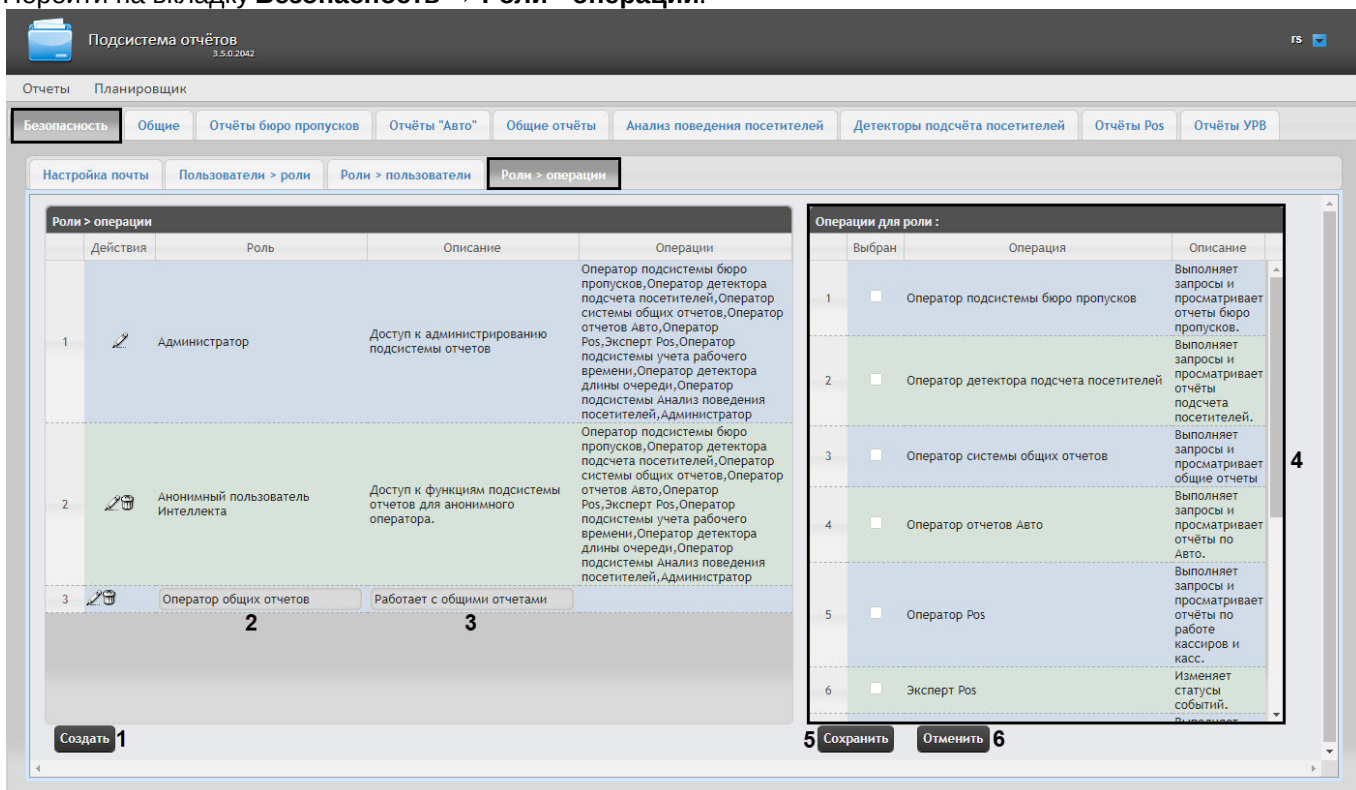 Перейти на вкладку Безопасность → Роли - операции.
Подсистема отчётов
3.5.0.2042
rs
Отчеты Планировщик
Безопасность Общие Отчёты бюро пропусков Отчёты "Авто" Общие отчёты Анализ поведения посетителей Детекторы подсчёта посетителей Отчёты Pos Отчёты УРВ
Настройка почты Пользователи > роли Роли > пользователи Роли > операции
Роли > операции
Действия Роль Описание Операции
1 Администратор
Доступ к администрированию
подсистемы отчетов
Оператор подсистемы бюро
пропусков,Оператор детектора
подсчета посетителей,Оператор
системы общих отчетов,Оператор
отчетов Авто,Оператор
Pos,Эксперт Pos,Оператор
подсистемы учета рабочего
времени,Оператор детектора
длины очереди,Оператор
подсистемы Анализ поведения
посетителей,Администратор
2 Анонимный пользователь
Интеллекта
Доступ к функциям подсистемы
отчетов для анонимного
оператора.
Оператор подсистемы бюро
пропусков,Оператор детектора
подсчета посетителей,Оператор
системы общих отчетов,Оператор
отчетов Авто,Оператор
Pos,Эксперт Pos,Оператор
подсистемы учета рабочего
времени,Оператор детектора
длины очереди,Оператор
подсистемы Анализ поведения
посетителей,Администратор
3 Оператор общих отчетов Работает с общими отчетами
2 3
Создать 1
Операции для роли :
Выбран Операция Описание
1 Оператор подсистемы бюро пропусков
Выполняет
запросы и
просматривает
отчеты бюро
пропусков.
2 Оператор детектора подсчета посетителей
Выполняет
запросы и
просматривает
отчёты
подсчета
посетителей.
3 Оператор системы общих отчетов
Выполняет
запросы и
просматривает
общие отчеты
4
4 Оператор отчетов Авто
Выполняет
запросы и
просматривает
отчёты по
Авто.
5 Оператор Pos
Выполняет
запросы и
просматривает
отчёты по
работе
кассиров и
касс.
6 Эксперт Pos
Изменяет
статусы
событий.
Выполняет
5 Сохранить Отменить 6